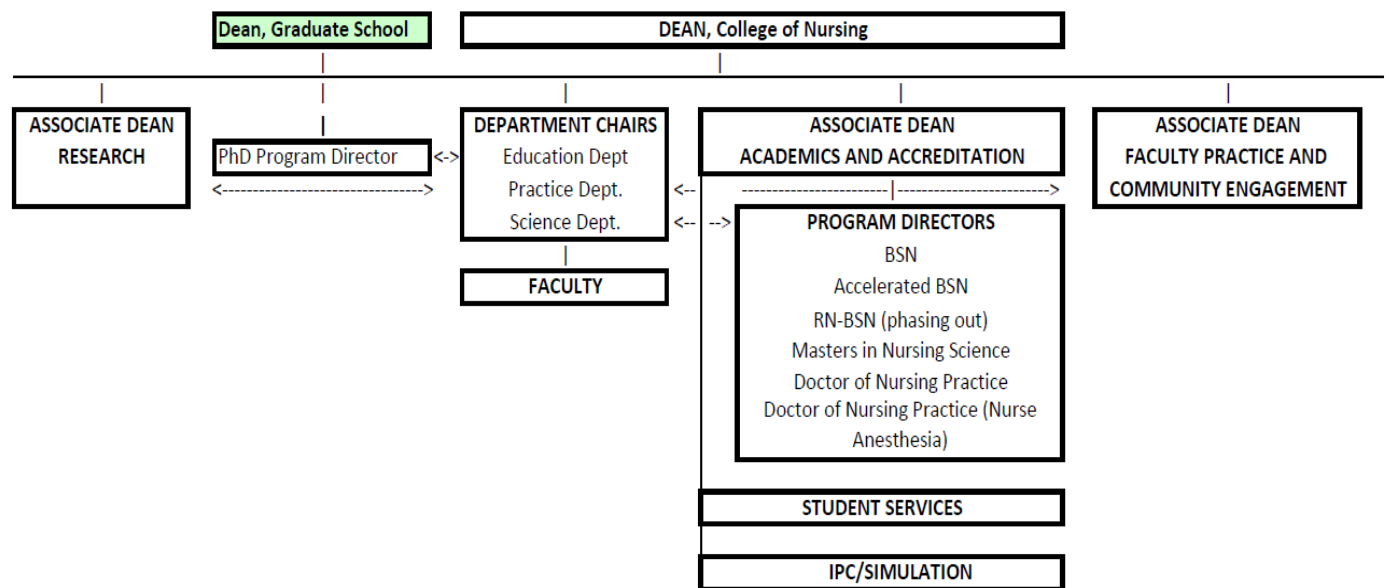 Dean, Graduate School
DEAN, College of Nursing
ASSOCIATE DEAN
RESEARCH
PhD Program Director
<->
<---------------------------------->
DEPARTMENT CHAIRS
Education Dept
Practice Dept.
Science Dept.
FACULTY
ASSOCIATE DEAN
ACADEMICS AND ACCREDITATION
<-- ------------------------|------------------------->
<-- -->
PROGRAM DIRECTORS
BSN
Accelerated BSN
RN-BSN (phasing out)
Masters in Nursing Science
Doctor of Nursing Practice
Doctor of Nursing Practice (Nurse
Anesthesia)
STUDENT SERVICES
IPC/SIMULATION
ASSOCIATE DEAN
FACULTY PRACTICE AND
COMMUNITY ENGAGEMENT